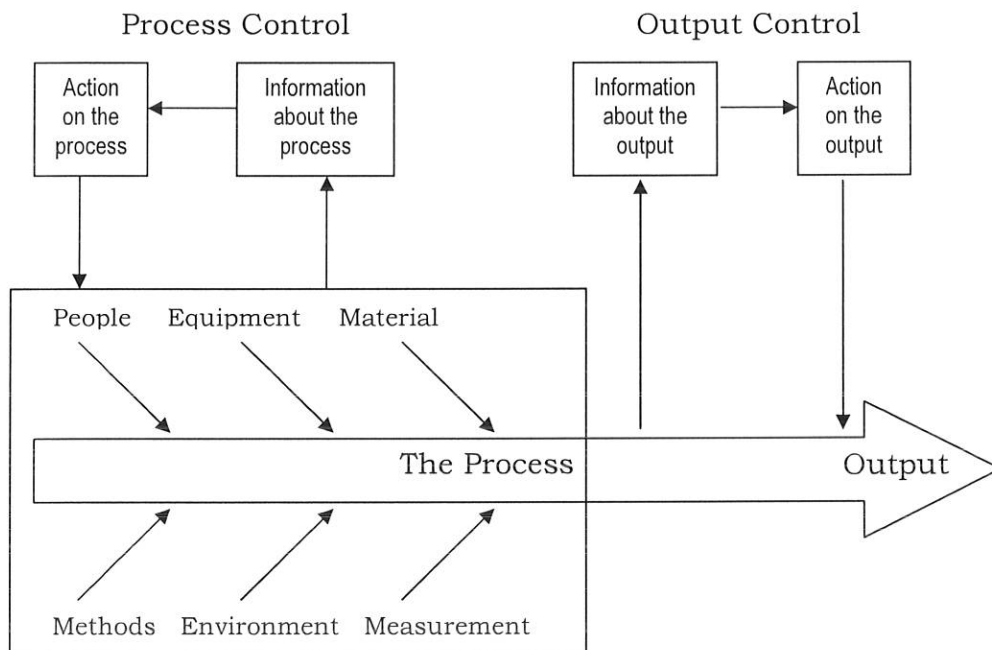 Process Control
Output Control
Action
on the
process
Information
about the
process
Information
about the
output
Action
on the
output
People Equipment Material
The Process
Output
Methods Environment Measurement